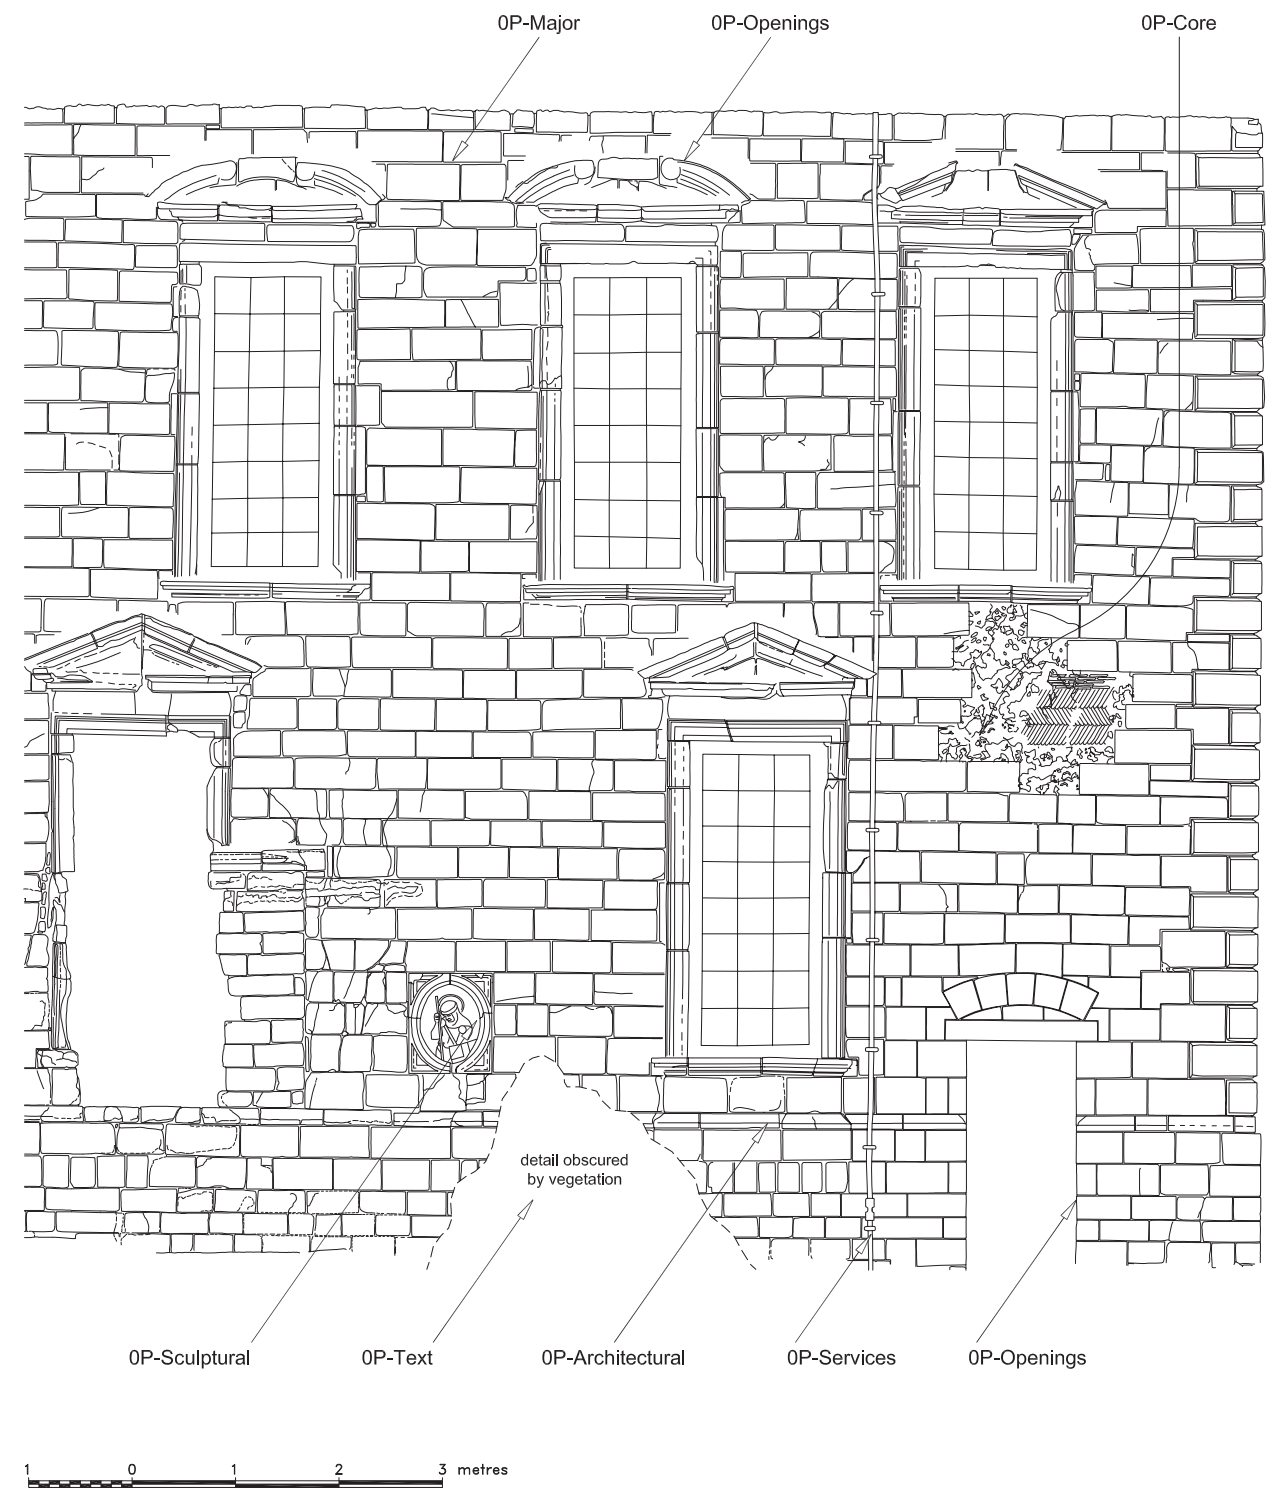 0P-Major
0P-Openings
0P-Core
detail obscured
by vegetation
0P-Sculptural
0P-Text
0P-Architectural
0P-Services
0P-Openings
1 0 1 2 3 metres